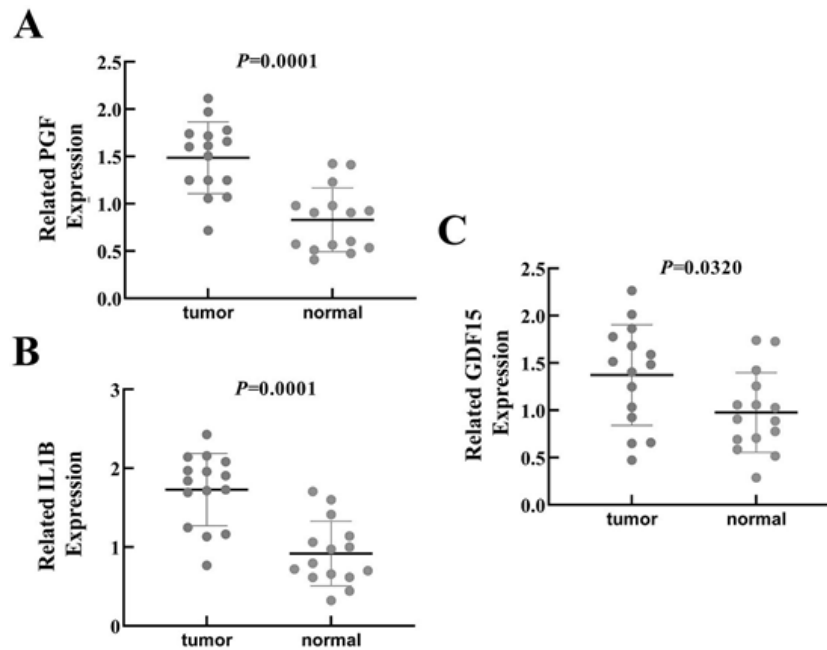 A
P=0.0001
Related PGF
Expression
2.5
2.0
1.5
1.0
0.5
0.0
tumor normal
B
P=0.0001
Related IL1B
Expression
3
2
1
0
tumor normal
C
P=0.0320
Related GDF15
Expression
2.5
2.0
1.5
1.0
0.5
0.0
tumor normal